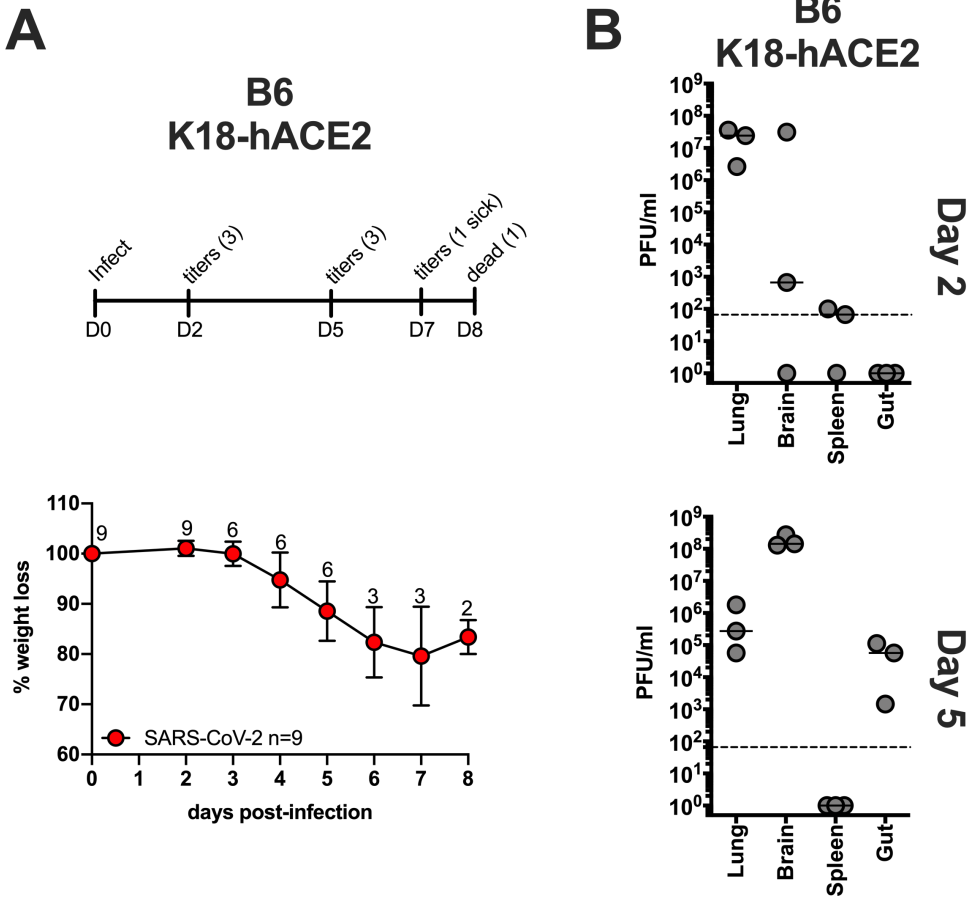 A
B6
K18-hACE2
Infect
titers (3)
titers (3)
titers (1 sick)
dead (1)
D0
D2
D5
D7
D8
110
100
90
80
70
60
% weight loss
9
9
6
6
6
3
3
2
SARS-CoV-2 n=9
0
1
2
3
4
5
6
7
8
days post-infection
B
B6
K18-hACE2
10⁹
10⁸
10⁷
10⁶
10⁵
10⁴
10³
10²
10¹
10⁰
PFU/ml
Lung
Brain
Spleen
Gut
Day 2
10⁹
10⁸
10⁷
10⁶
10⁵
10⁴
10³
10²
10¹
10⁰
PFU/ml
Lung
Brain
Spleen
Gut
Day 5